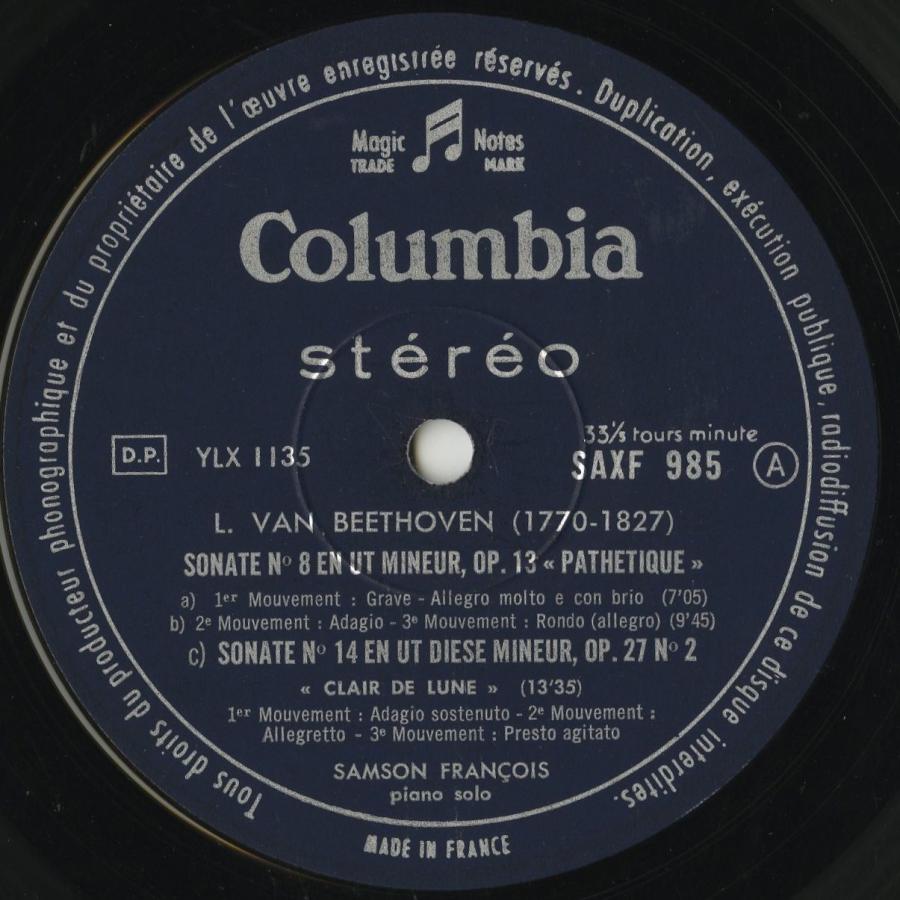 Tous droits du producteur phonographique et du propriétaire de l'œuvre enregistrée réservés. Duplication, exécution publique, radiodiffusion de ce disque interdites.
Magic Notes
TRADE MARK
Columbia
stéréo
33⅓ tours minute
D.P. YLX 1135 SAXF 985 A
L. VAN BEETHOVEN (1770-1827)
SONATE Nº 8 EN UT MINEUR, OP. 13 « PATHETIQUE »
a) 1er Mouvement : Grave - Allegro molto e con brio (7'05)
b) 2e Mouvement : Adagio - 3e Mouvement : Rondo (allegro) (9'45)
c) SONATE Nº 14 EN UT DIESE MINEUR, OP. 27 Nº 2
« CLAIR DE LUNE » (13'35)
1er Mouvement : Adagio sostenuto - 2e Mouvement :
Allegretto - 3e Mouvement : Presto agitato
SAMSON FRANÇOIS
piano solo
MADE IN FRANCE